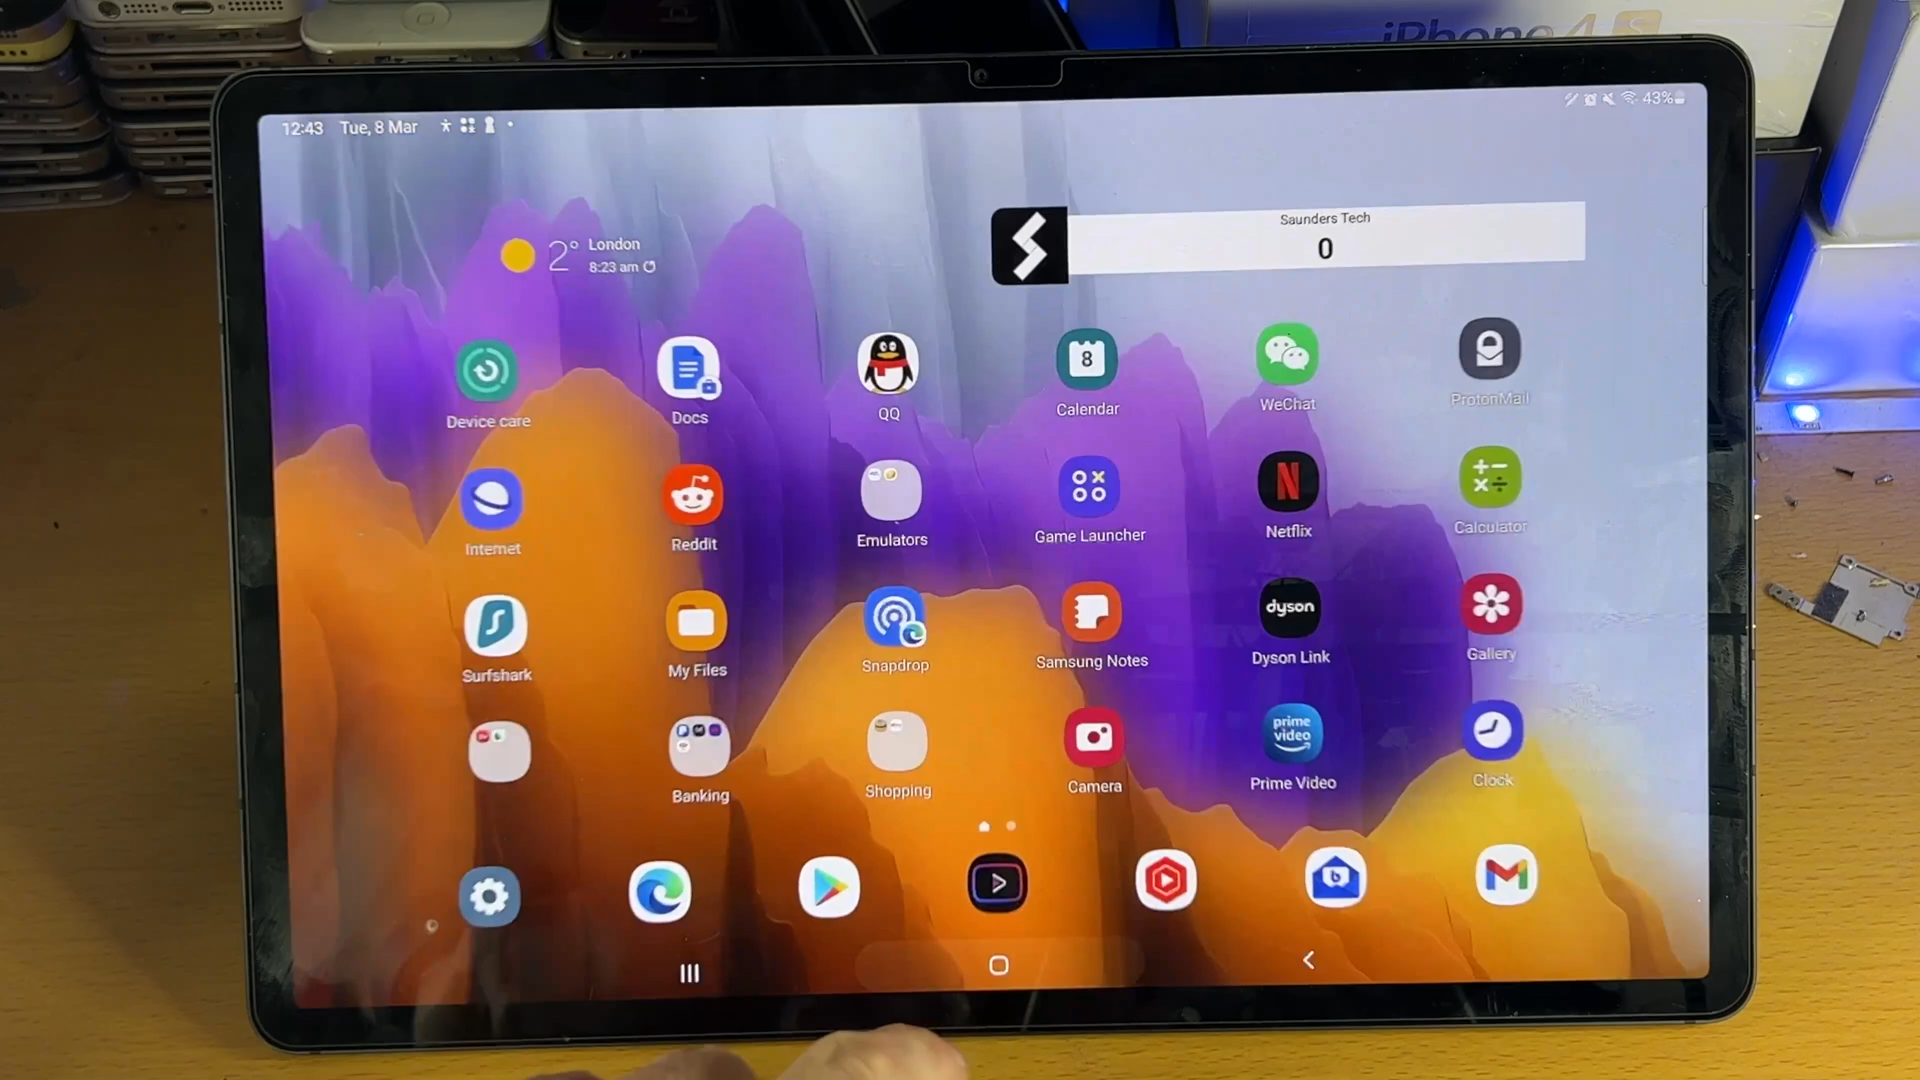 iPhone 4S
12:43 Tue, 8 Mar
43%
2° London
8:23 am
Saunders Tech
0
8
Device care
Docs
QQ
Calendar
WeChat
ProtonMail
N
Internet
Reddit
Emulators
Game Launcher
Netflix
Calculator
dyson
Surfshark
My Files
Snapdrop
Samsung Notes
Dyson Link
Gallery
prime
video
Banking
Shopping
Camera
Prime Video
Clock